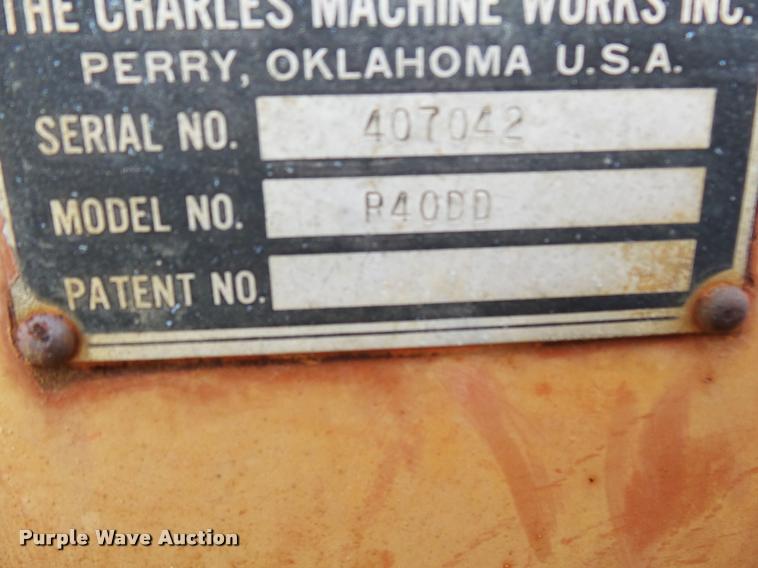 THE CHARLES MACHINE WORKS INC.
PERRY, OKLAHOMA U.S.A.
SERIAL NO. 407042
MODEL NO. R40DD
PATENT NO.
Purple Wave Auction